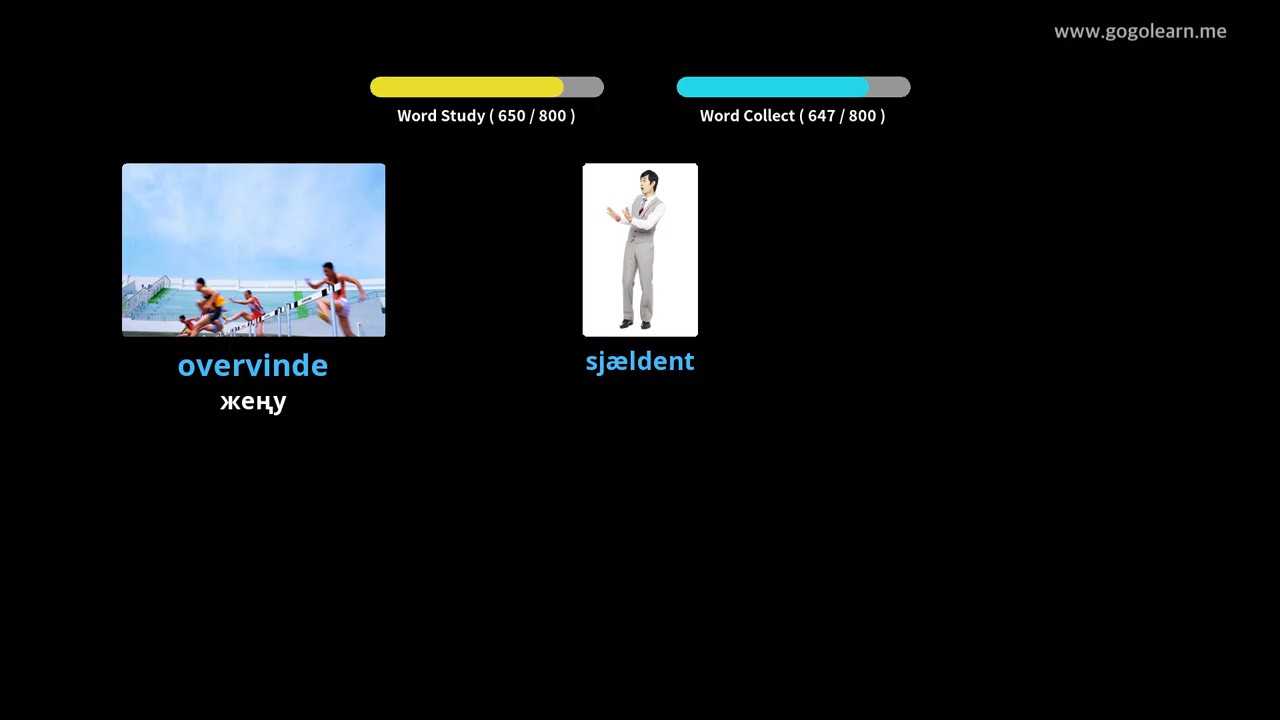 www.gogolearn.me
Word Study ( 650 / 800 )
Word Collect ( 647 / 800 )
overvinde
жеңу
sjældent